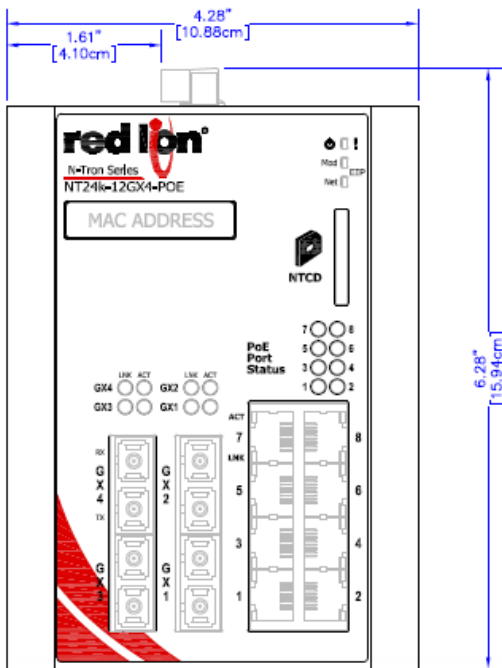 4.28"
[10.88cm]
1.61"
[4.10cm]
red lion®
N-Tron Series
NT24k-12GX4-POE
MAC ADDRESS
!
Mod
EIP
Net
NTCD
7 8
PoE 5 6
Port
Status 3 4
1 2
LNK ACT LNK ACT
GX4 GX2
GX3 GX1
ACT
7 8
LNK
RX
GX4
TX
GX2
5 6
3 4
GX3
GX1
1 2
6.28"
[15.94cm]